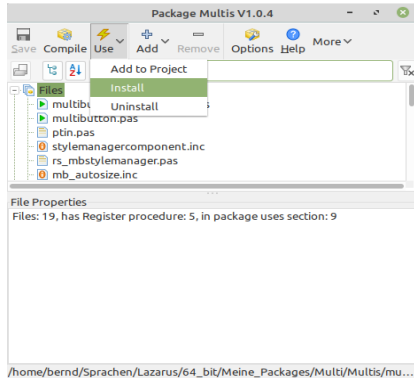 Package Multis V1.0.4
Save Compile Use Add Remove Options Help More
Add to Project
Install
Uninstall
Files
multibutton.pas
ptin.pas
stylemanagercomponent.inc
rs_mbstylemanager.pas
mb_autosize.inc
File Properties
Files: 19, has Register procedure: 5, in package uses section: 9
/home/bernd/Sprachen/Lazarus/64_bit/Meine_Packages/Multi/Multis/mu...